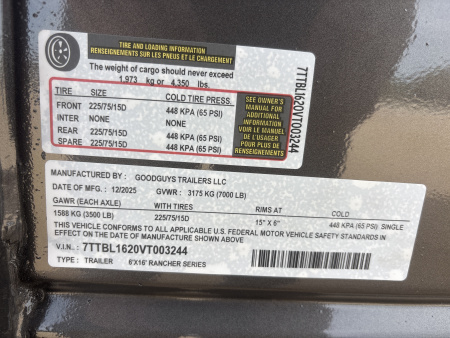 TIRE AND LOADING INFORMATION
RENSEIGNEMENTS SUR LES PNEUS ET LE CHARGEMENT
The weight of cargo should never exceed
1,973 kg or 4,350 lbs.
TIRE SIZE COLD TIRE PRESS.
FRONT 225/75/15D 448 KPA (65 PSI)
INTER NONE NONE
REAR 225/75/15D 448 KPA (65 PSI)
SPARE 225/75/15D 448 KPA (65 PSI)
SEE OWNER'S
MANUAL FOR
ADDITIONAL
INFORMATION
VOIR LE MANUEL
DE L'USAGER
POUR PLUS DE
RENSEIGNEMENTS
7TTBL1620VT003244
MANUFACTURED BY: GOODGUYS TRAILERS LLC
DATE: 12/2025 GVWR: 3175 KG (7000 LB)
GAWR (EACH AXLE) WITH TIRES RIMS AT COLD
1588 KG (3500 LB) 225/75/15D 15" X 6" 448 KPA (65 PSI) SINGLE
THIS VEHICLE CONFORMS TO ALL APPLICABLE U.S. FEDERAL MOTOR VEHICLE SAFETY STANDARDS IN
EFFECT ON THE DATE OF MANUFACTURE SHOWN ABOVE.
V.I.N.: 7TTBL1620VT003244
TYPE: TRAILER 6'X16' RANCHER SERIES